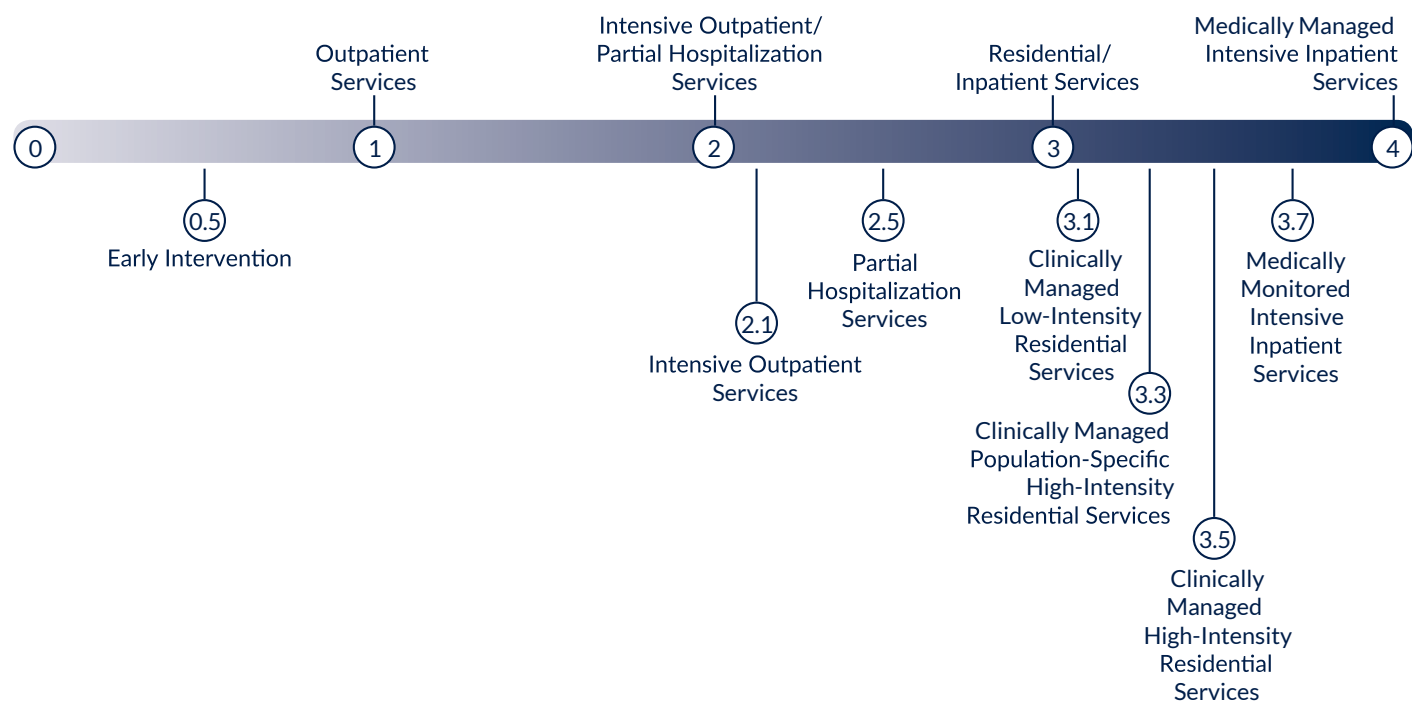 Outpatient
Services
Intensive Outpatient/
Partial Hospitalization
Services
Residential/
Inpatient Services
Medically Managed
Intensive Inpatient
Services
0
1
2
3
4
0.5
Early Intervention
2.1
Intensive Outpatient
Services
2.5
Partial
Hospitalization
Services
3.1
Clinically
Managed
Low-Intensity
Residential
Services
3.3
Clinically Managed
Population-Specific
High-Intensity
Residential Services
3.5
Clinically
Managed
High-Intensity
Residential
Services
3.7
Medically
Monitored
Intensive
Inpatient
Services